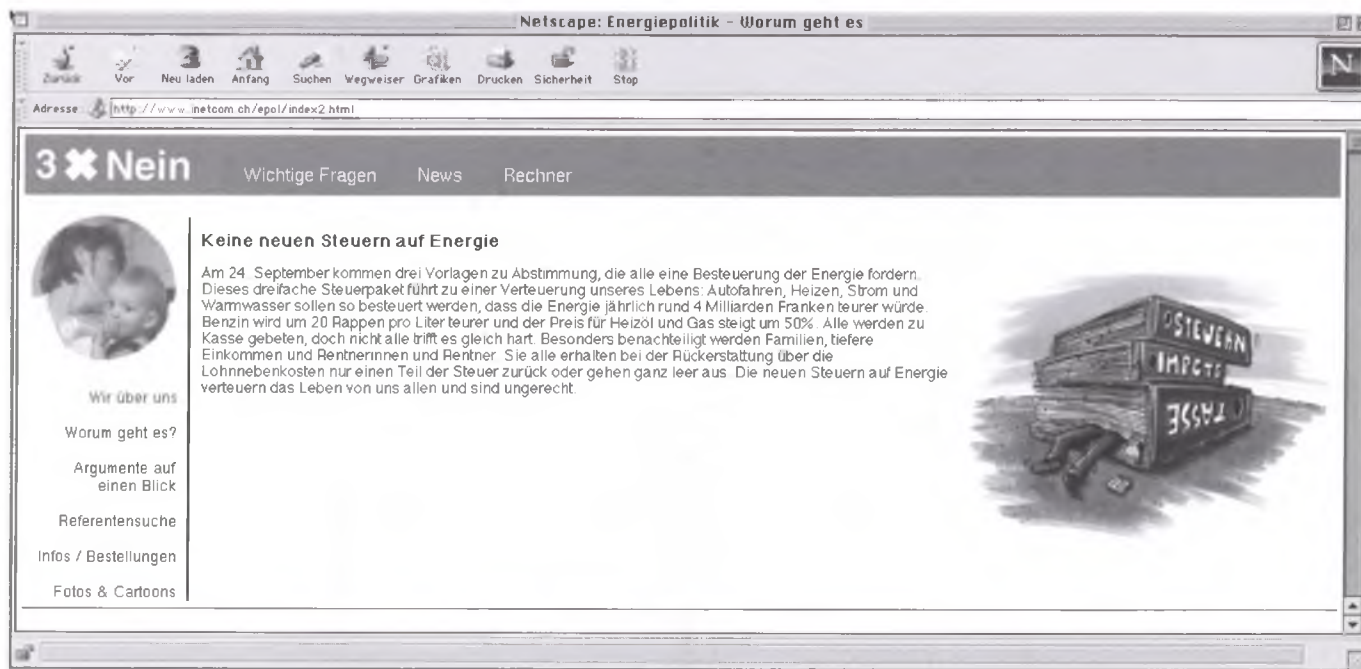 Netscape: Energiepolitik - Worum geht es
Zurück Vor Neu laden Anfang Suchen Wegweiser Grafiken Drucken Sicherheit Stop
N
Adresse: http://www.inetcom.ch/epol/index2.html
3 ✖ Nein Wichtige Fragen News Rechner
Keine neuen Steuern auf Energie
Am 24. September kommen drei Vorlagen zu Abstimmung, die alle eine Besteuerung der Energie fordern.
Dieses dreifache Steuerpaket führt zu einer Verteuerung unseres Lebens: Autofahren, Heizen, Strom und
Warmwasser sollen so besteuert werden, dass die Energie jährlich rund 4 Milliarden Franken teurer würde.
Benzin wird um 20 Rappen pro Liter teurer und der Preis für Heizöl und Gas steigt um 50%. Alle werden zu
Kasse gebeten, doch nicht alle trifft es gleich hart. Besonders benachteiligt werden Familien, tiefere
Einkommen und Rentnerinnen und Rentner. Sie alle erhalten bei der Rückerstattung über die
Lohnnebenkosten nur einen Teil der Steuer zurück oder gehen ganz leer aus. Die neuen Steuern auf Energie
verteuern das Leben von uns allen und sind ungerecht.
Wir über uns
Worum geht es?
Argumente auf
einen Blick
Referentensuche
Infos / Bestellungen
Fotos & Cartoons
STEUERN
IMPOTS
TASSE